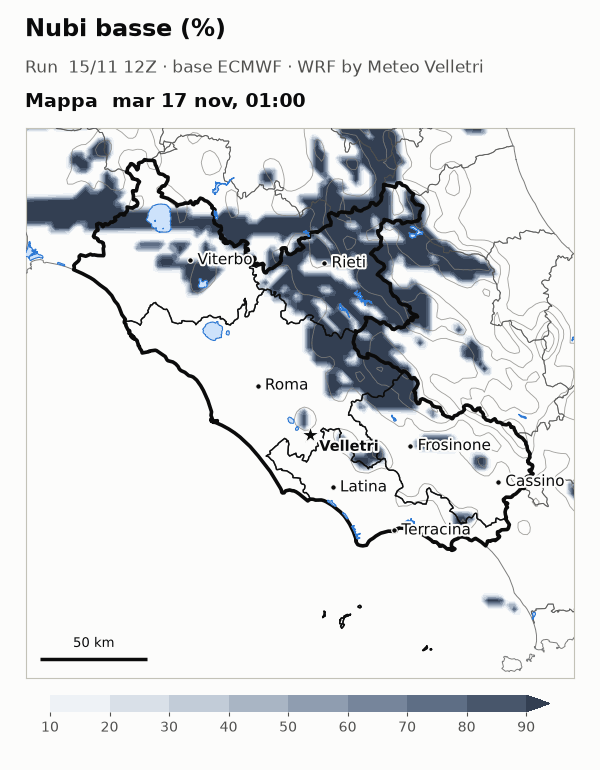 Nubi basse (%)
Run 15/11 12Z · base ECMWF · WRF by Meteo Velletri
Mappa mar 17 nov, 01:00
Viterbo
Rieti
Roma
Velletri
Frosinone
Latina
Cassino
Terracina
50 km
10 20 30 40 50 60 70 80 90